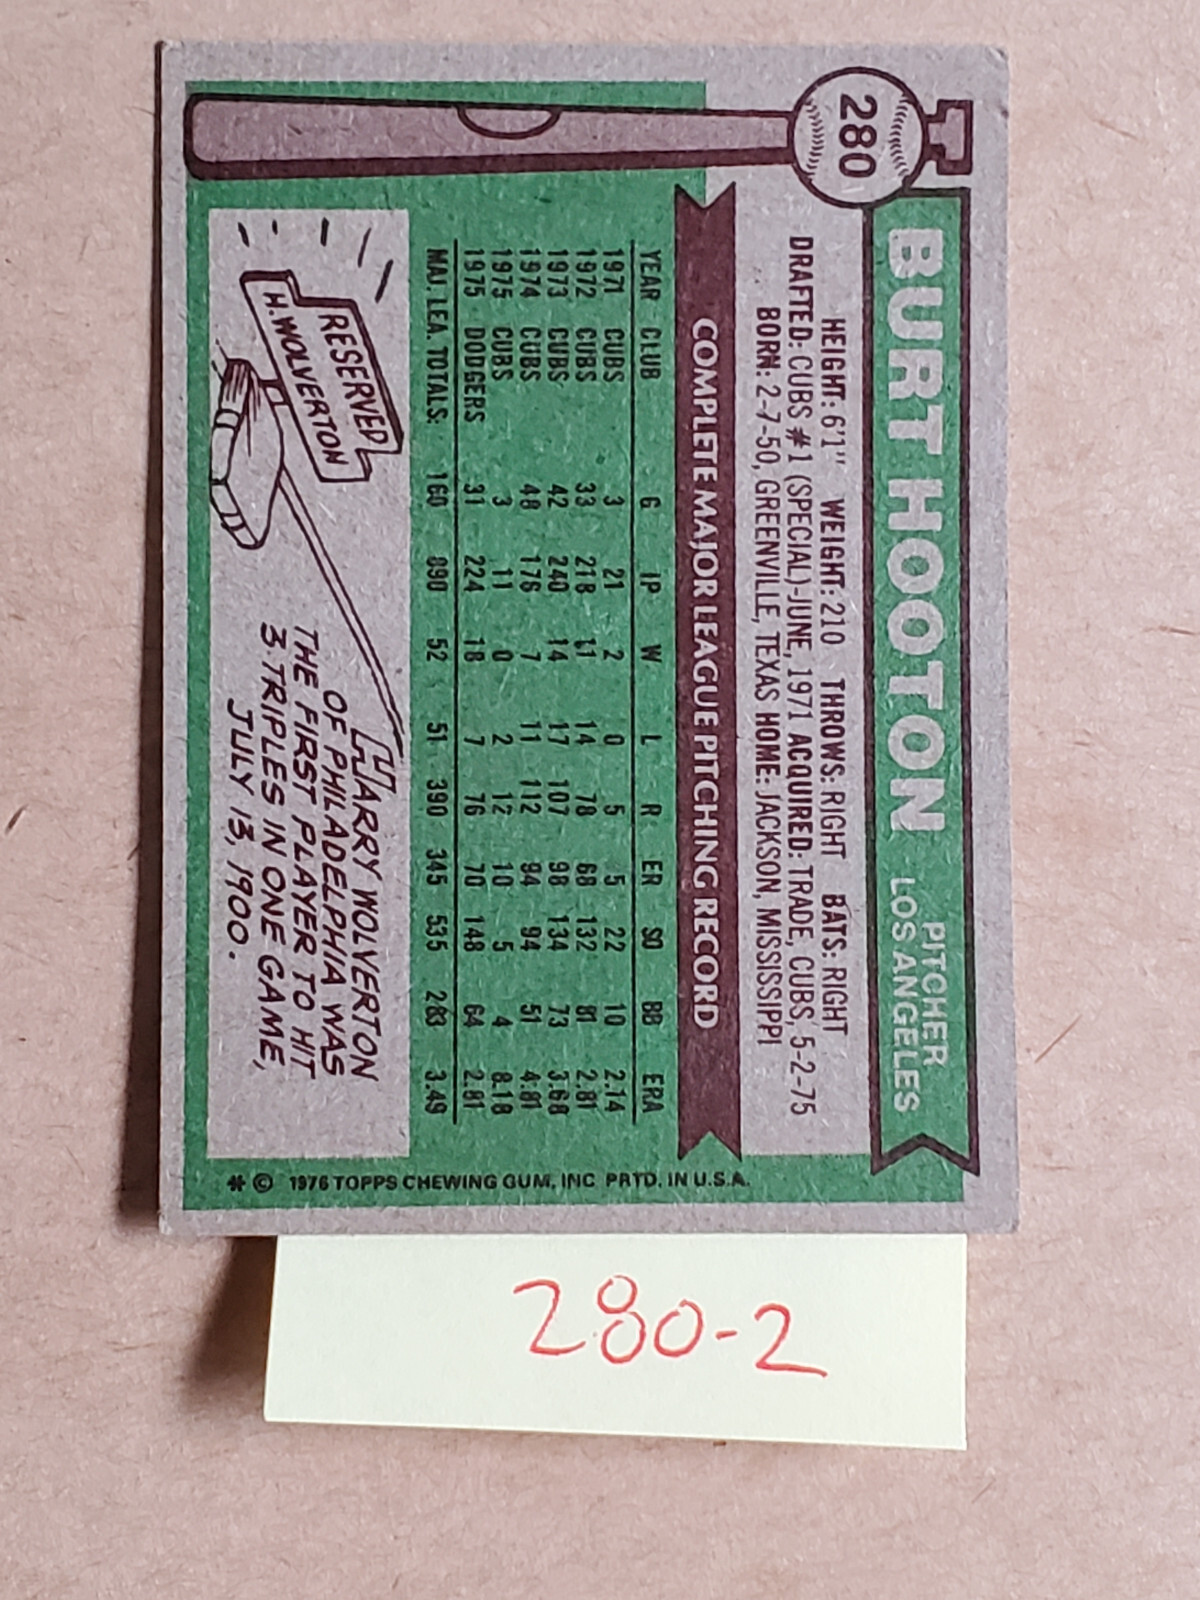 280
BURT HOOTON
PITCHER
LOS ANGELES
HEIGHT: 6'1" WEIGHT: 210 THROWS: RIGHT BATS: RIGHT
DRAFTED: CUBS #1 (SPECIAL)-JUNE, 1971 ACQUIRED: TRADE, CUBS, 5-2-75
BORN: 2-7-50, GREENVILLE, TEXAS HOME: JACKSON, MISSISSIPPI
COMPLETE MAJOR LEAGUE PITCHING RECORD
YEAR CLUB G IP W L R ER SO BB ERA
1971 CUBS 3 21 2 0 5 5 22 10 2.14
1972 CUBS 33 218 11 14 78 68 132 81 2.81
1973 CUBS 42 240 14 17 107 98 134 73 3.68
1974 CUBS 48 176 7 11 112 94 94 51 4.81
1975 CUBS 3 11 0 2 12 10 5 4 8.18
1975 DODGERS 31 224 18 7 76 70 148 64 2.81
MAJ. LEA. TOTALS: 160 890 52 51 390 345 535 283 3.49
RESERVED
H. WOLVERTON
HARRY WOLVERTON
OF PHILADELPHIA WAS
THE FIRST PLAYER TO HIT
3 TRIPLES IN ONE GAME,
JULY 13, 1900.
* © 1976 TOPPS CHEWING GUM, INC PRTD. IN U.S.A.
280-2